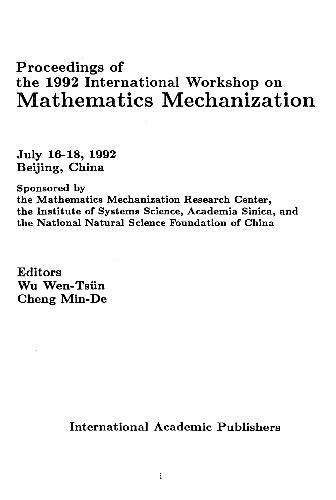 Proceedings of
the 1992 International Workshop on
Mathematics Mechanization
July 16-18, 1992
Beijing, China
Sponsored by
the Mathematics Mechanization Research Center,
the Institute of Systems Science, Academia Sinica, and
the National Natural Science Foundation of China
Editors
Wu Wen-Tsün
Cheng Min-De
International Academic Publishers
i